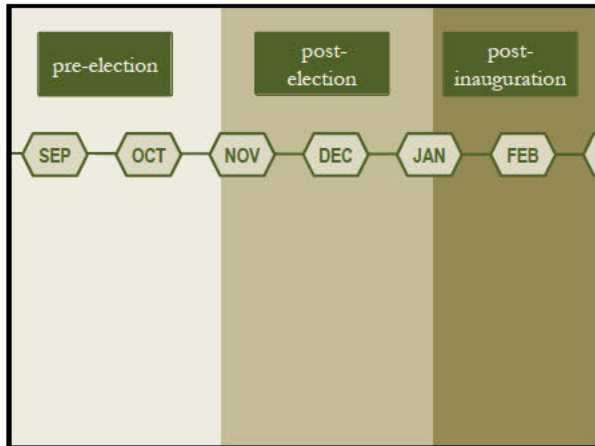 pre-election
post-
election
post-
inauguration
SEP
OCT
NOV
DEC
JAN
FEB